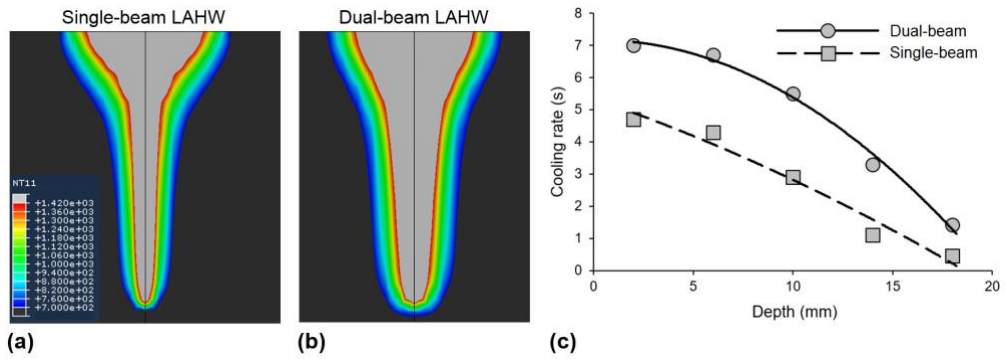 Single-beam LAHW
Dual-beam LAHW
NT11
+1.420e+03
+1.360e+03
+1.300e+03
+1.240e+03
+1.180e+03
+1.120e+03
+1.060e+03
+1.000e+03
+9.400e+02
+8.800e+02
+8.200e+02
+7.600e+02
+7.000e+02
(a)
(b)
8
7
6
5
4
3
2
1
0
Cooling rate (s)
Dual-beam
Single-beam
0
5
10
15
20
Depth (mm)
(c)